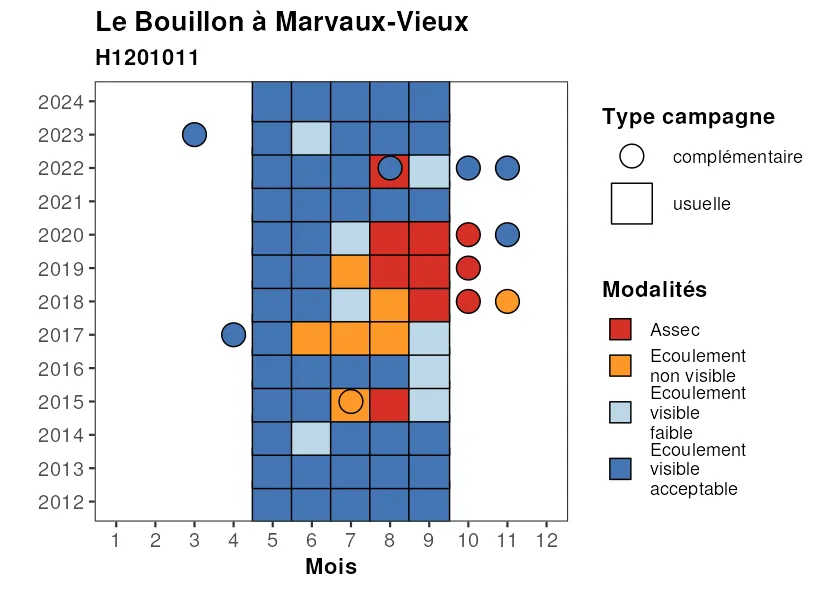 Le Bouillon à Marvaux-Vieux
H1201011
2024
2023
2022
2021
2020
2019
2018
2017
2016
2015
2014
2013
2012
1 2 3 4 5 6 7 8 9 10 11 12
Mois
Type campagne
complémentaire
usuelle
Modalités
Assec
Ecoulement
non visible
Ecoulement
visible
faible
Ecoulement
visible
acceptable